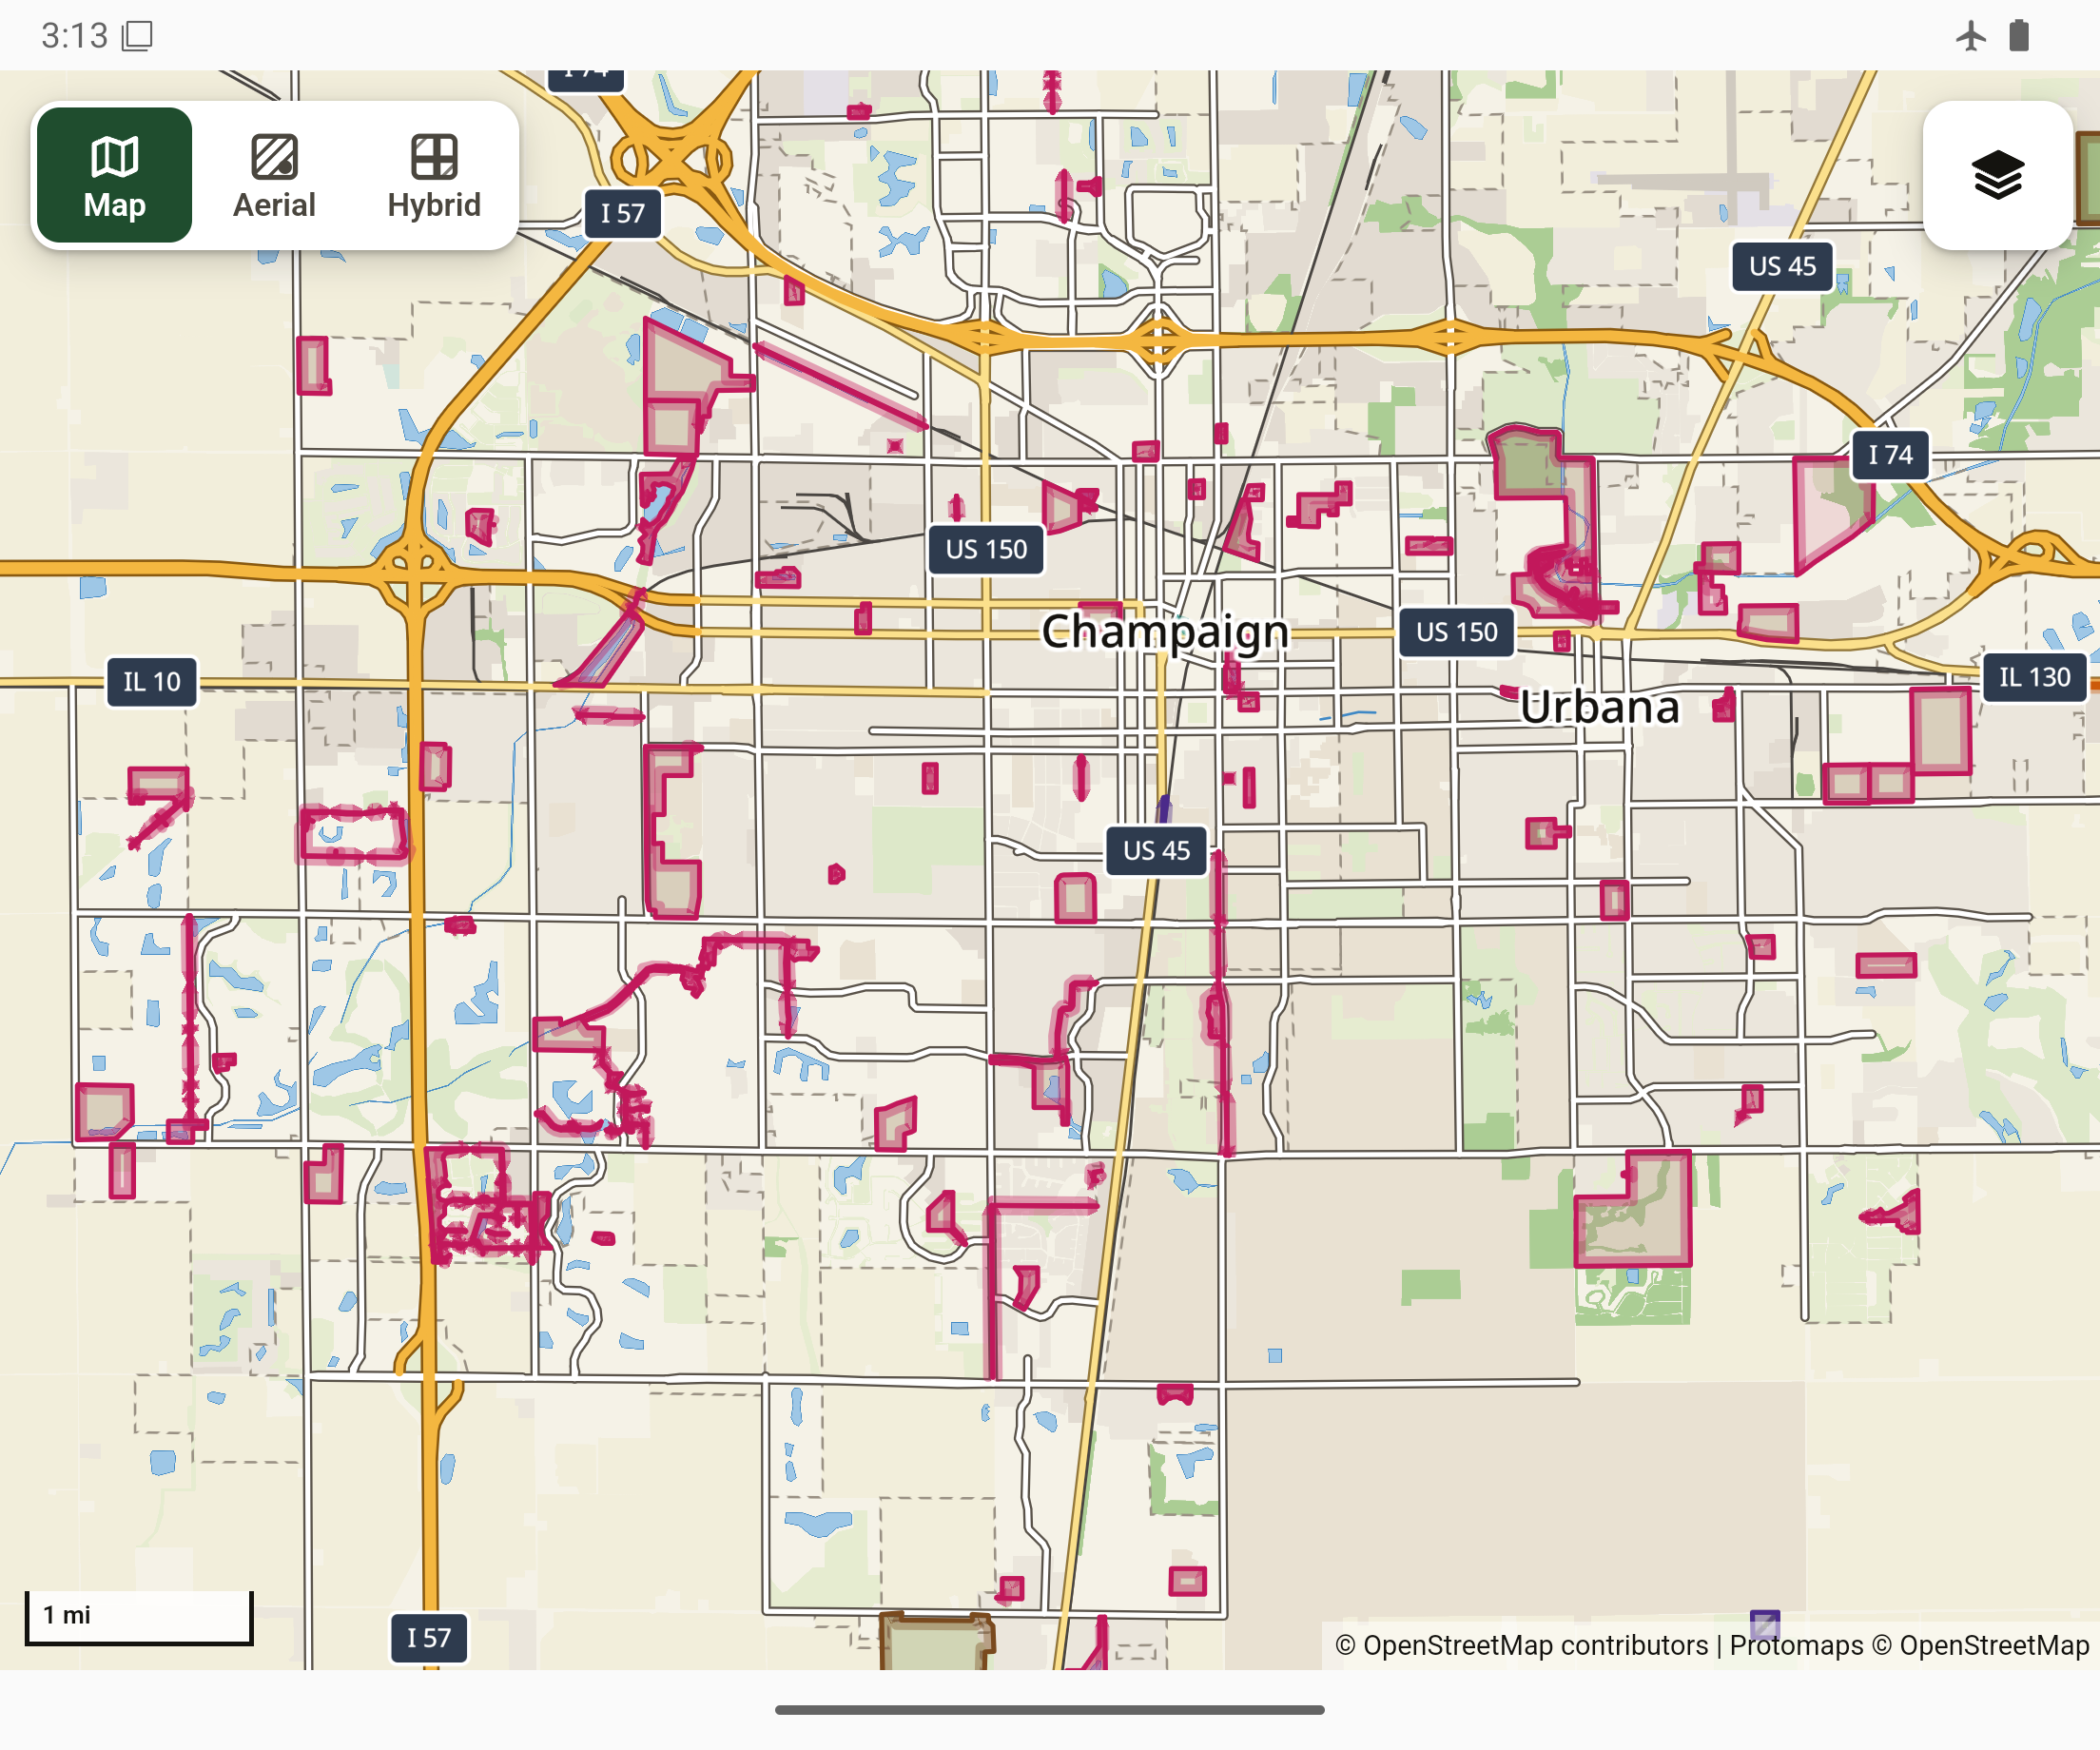 3:13
I 74
Map
Aerial
Hybrid
I 57
US 45
I 74
US 150
Champaign
US 150
IL 10
IL 130
Urbana
US 45
1 mi
I 57
© OpenStreetMap contributors | Protomaps © OpenStreetMap